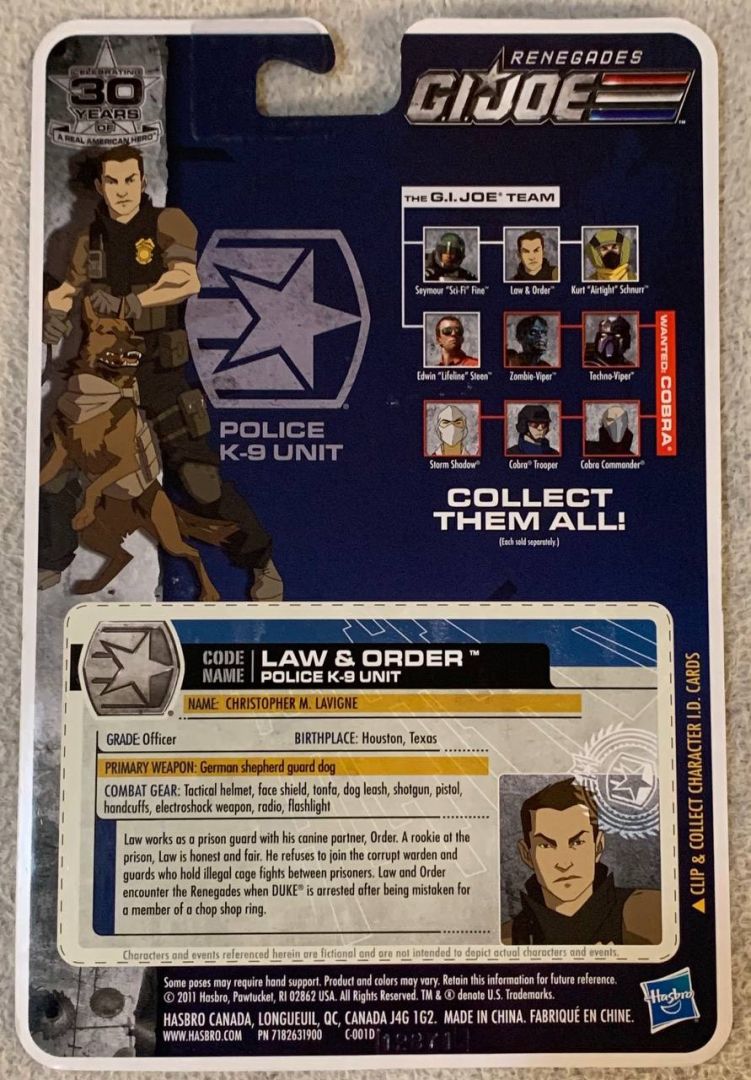 CELEBRATING
30
YEARS
OF
A REAL AMERICAN HERO™
RENEGADES
G.I. JOE™
THE G.I. JOE® TEAM
Seymour "Sci-Fi" Fine™
Law & Order™
Kurt "Airtight" Schnurr™
Edwin "Lifeline" Steen™
Zombie-Viper™
Techno-Viper™
WANTED: COBRA®
Storm Shadow®
Cobra® Trooper
Cobra Commander®
POLICE
K-9 UNIT
COLLECT
THEM ALL!
(Each sold separately.)
CODE NAME
LAW & ORDER™
POLICE K-9 UNIT
NAME: CHRISTOPHER M. LAVIGNE
GRADE: Officer BIRTHPLACE: Houston, Texas
PRIMARY WEAPON: German shepherd guard dog
COMBAT GEAR: Tactical helmet, face shield, tonfa, dog leash, shotgun, pistol,
handcuffs, electroshock weapon, radio, flashlight
Law works as a prison guard with his canine partner, Order. A rookie at the
prison, Law is honest and fair. He refuses to join the corrupt warden and
guards who hold illegal cage fights between prisoners. Law and Order
encounter the Renegades when DUKE® is arrested after being mistaken for
a member of a chop shop ring.
▲ CLIP & COLLECT CHARACTER I.D. CARDS
Characters and events referenced herein are fictional and are not intended to depict actual characters and events.
Some poses may require hand support. Product and colors may vary. Retain this information for future reference.
© 2011 Hasbro, Pawtucket, RI 02862 USA. All Rights Reserved. TM & ® denote U.S. Trademarks.
HASBRO CANADA, LONGUEUIL, QC, CANADA J4G 1G2. MADE IN CHINA. FABRIQUÉ EN CHINE.
WWW.HASBRO.COM PN 7182631900 C-001D
Hasbro